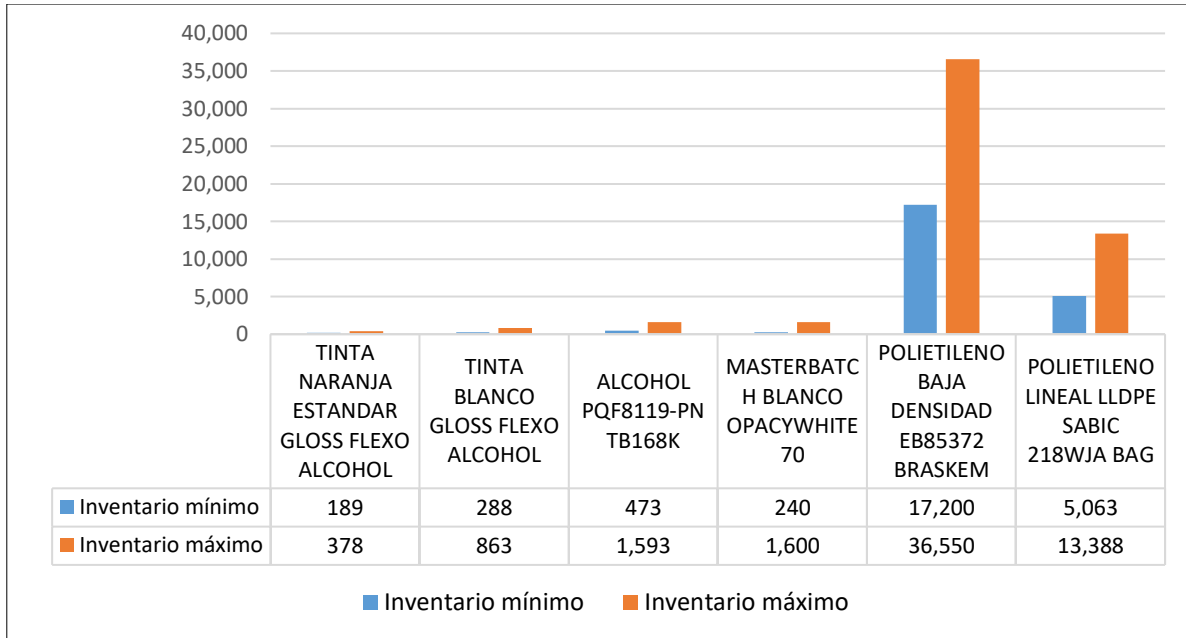 40,000
35,000
30,000
25,000
20,000
15,000
10,000
5,000
0
TINTA
NARANJA
ESTANDAR
GLOSS FLEXO
ALCOHOL
TINTA
BLANCO
GLOSS FLEXO
ALCOHOL
ALCOHOL
PQF8119-PN
TB168K
MASTERBATC
H BLANCO
OPACYWHITE
70
POLIETILENO
BAJA
DENSIDAD
EB85372
BRASKEM
POLIETILENO
LINEAL LLDPE
SABIC
218WJA BAG
Inventario mínimo 189 288 473 240 17,200 5,063
Inventario máximo 378 863 1,593 1,600 36,550 13,388
Inventario mínimo Inventario máximo